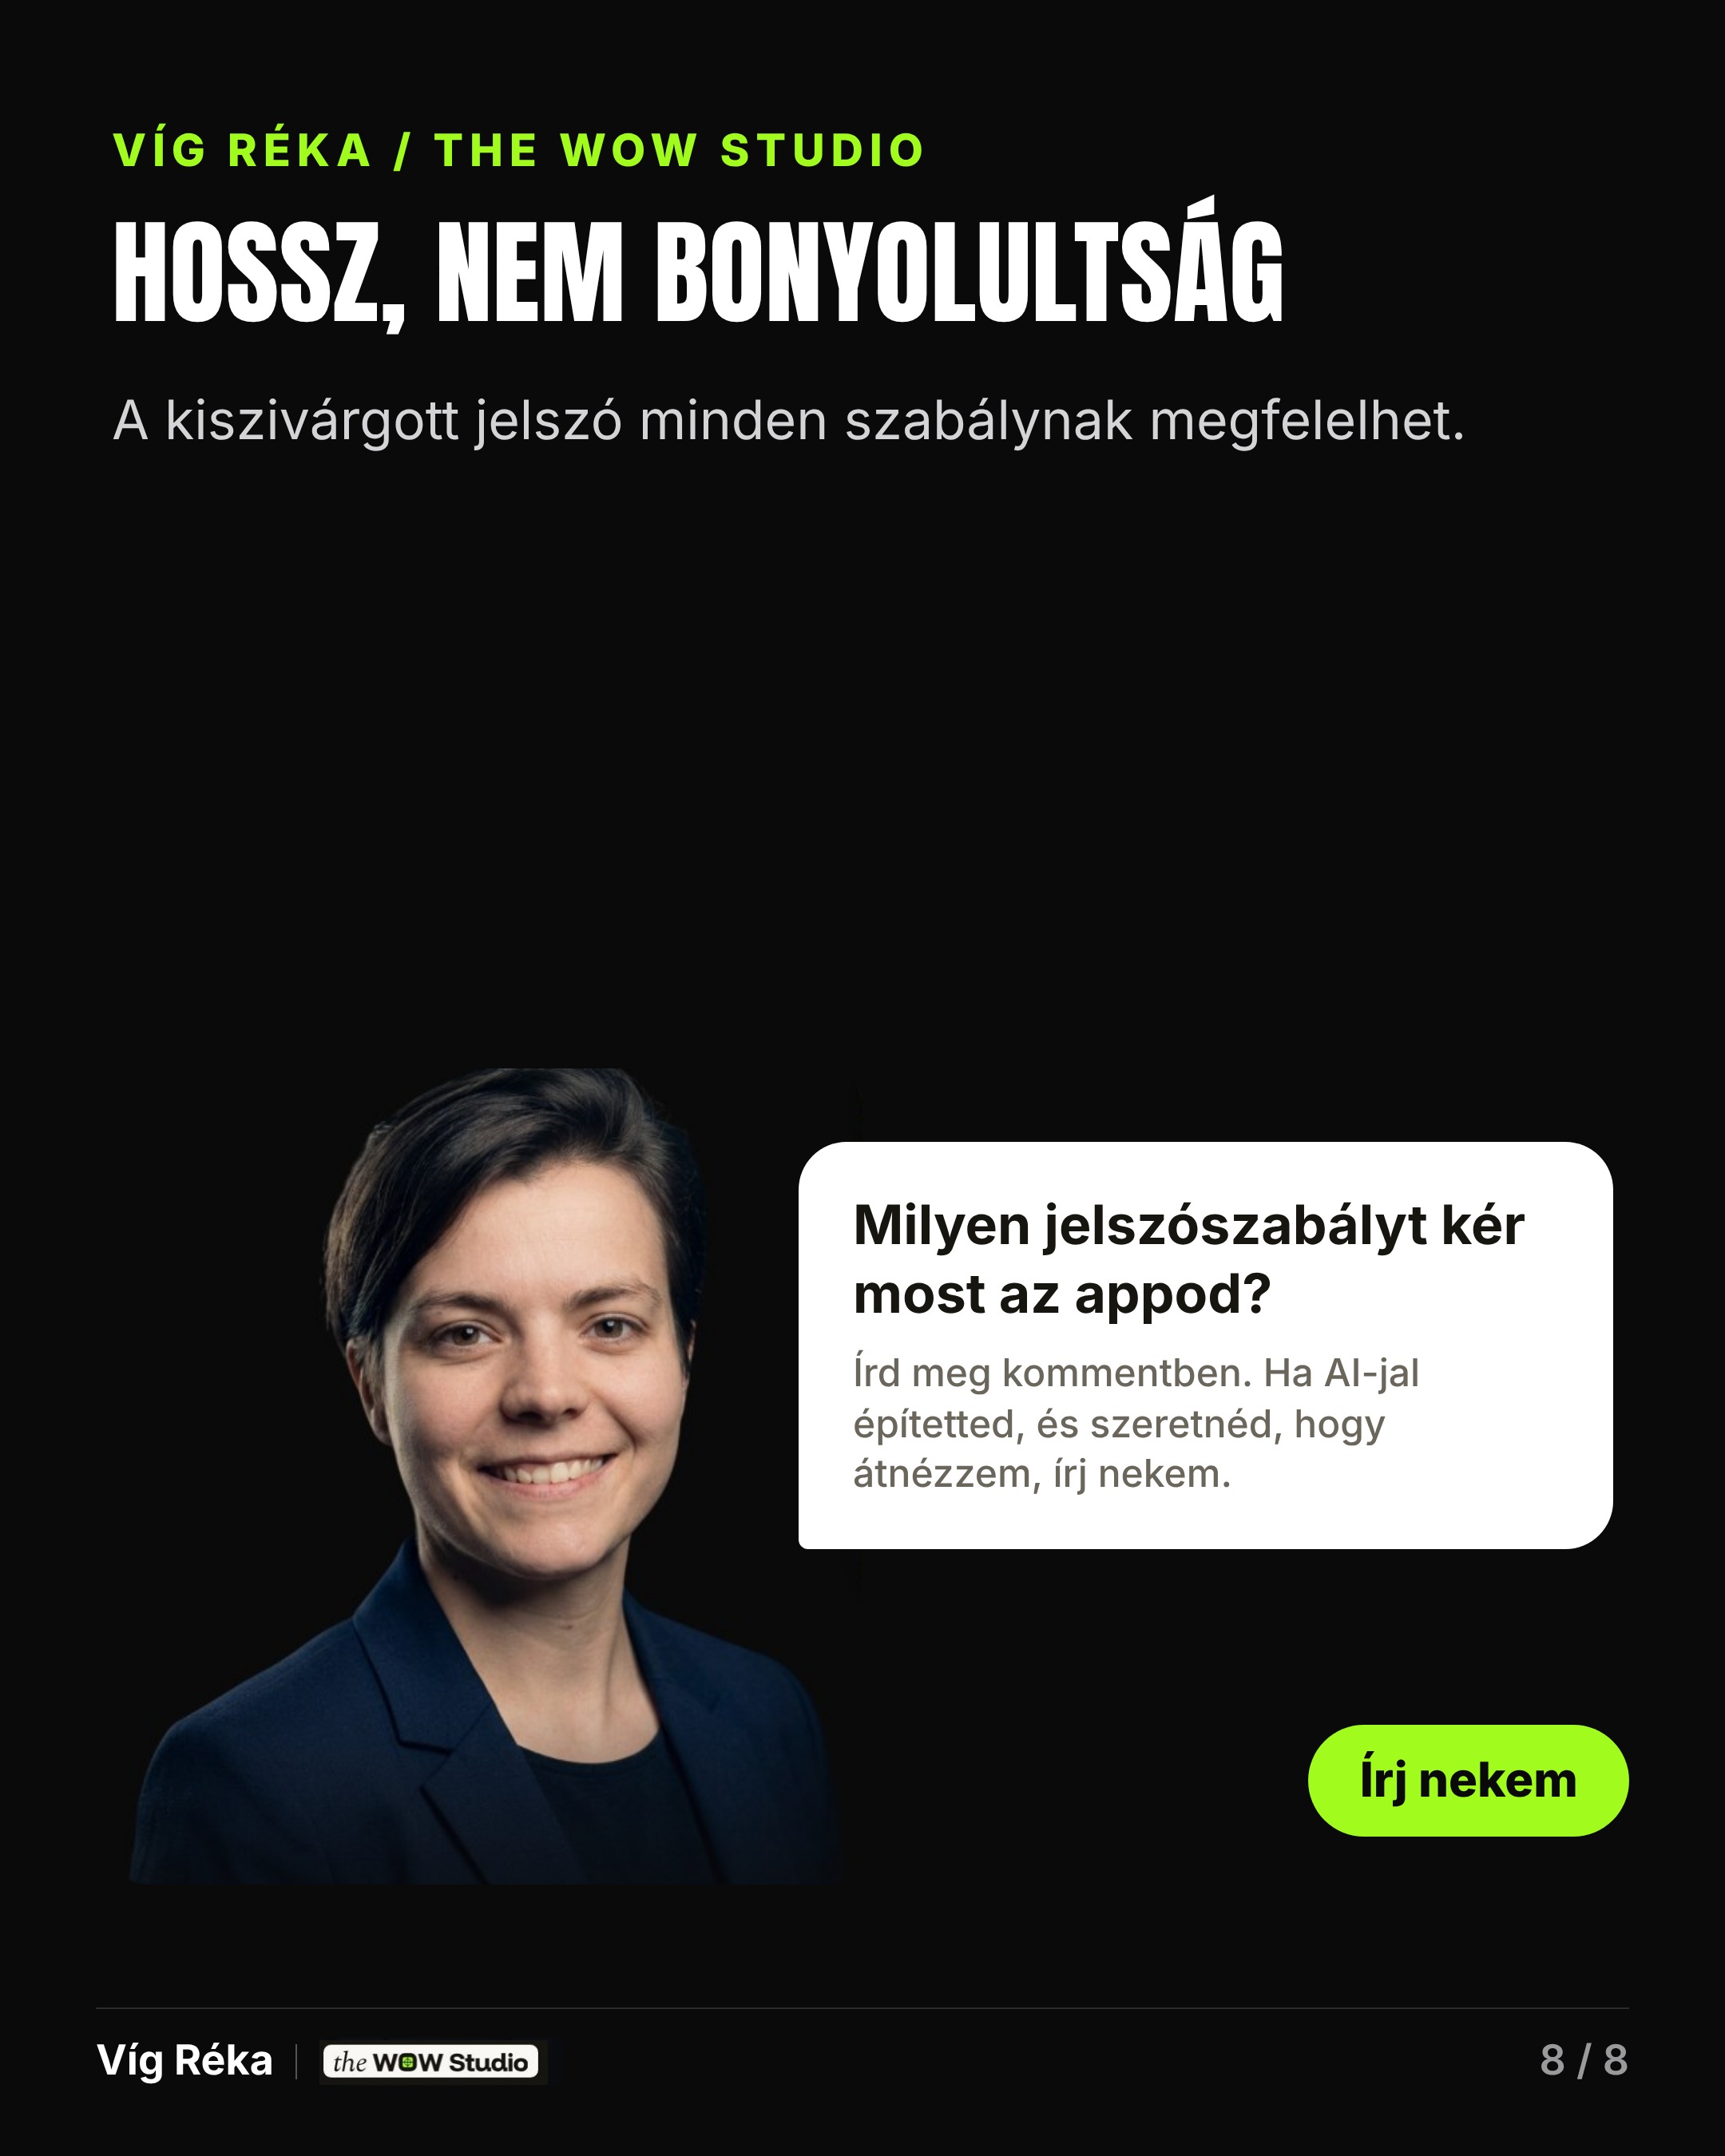 VÍG RÉKA / THE WOW STUDIO
HOSSZ, NEM BONYOLULTSÁG
A kiszivárgott jelszó minden szabálynak megfelelhet.
Milyen jelszószabályt kér
most az appod?
Írd meg kommentben. Ha AI-jal
építetted, és szeretnéd, hogy
átnézzem, írj nekem.
Írj nekem
Víg Réka
the WOW Studio
8 / 8